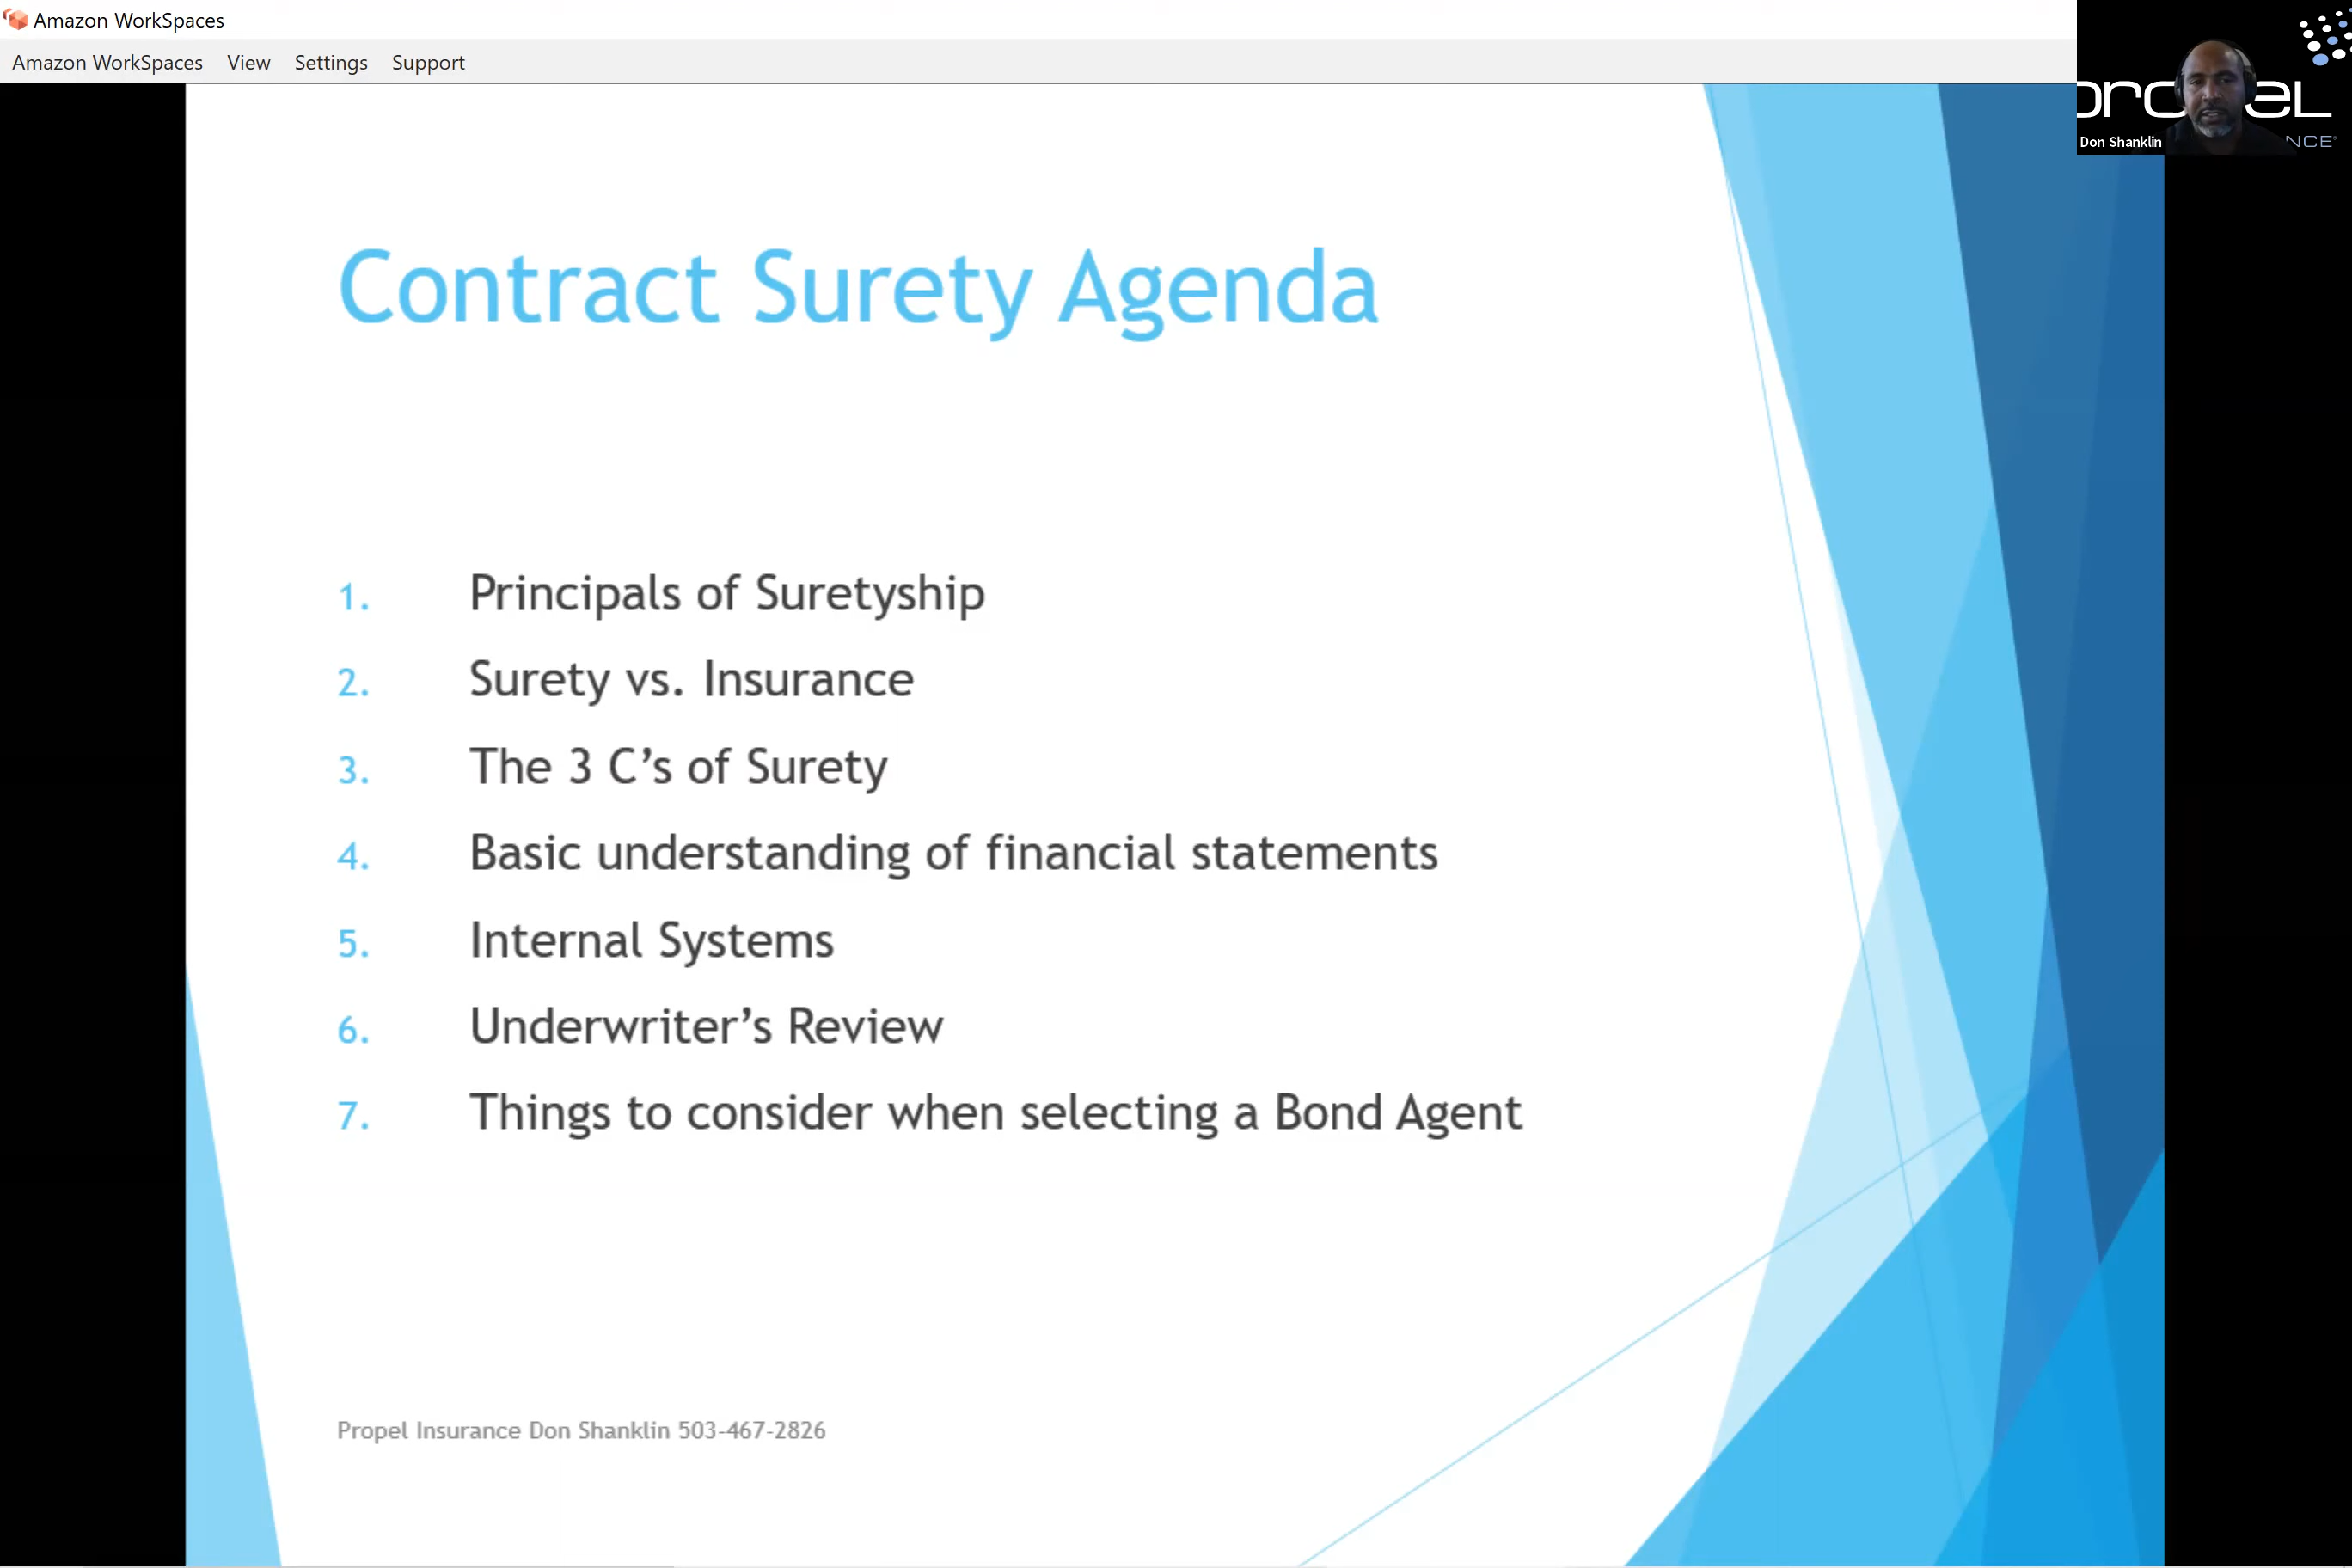 Amazon WorkSpaces
Amazon WorkSpaces View Settings Support
Don Shanklin
NCE
Contract Surety Agenda
1. Principals of Suretyship
2. Surety vs. Insurance
3. The 3 C’s of Surety
4. Basic understanding of financial statements
5. Internal Systems
6. Underwriter’s Review
7. Things to consider when selecting a Bond Agent
Propel Insurance Don Shanklin 503-467-2826